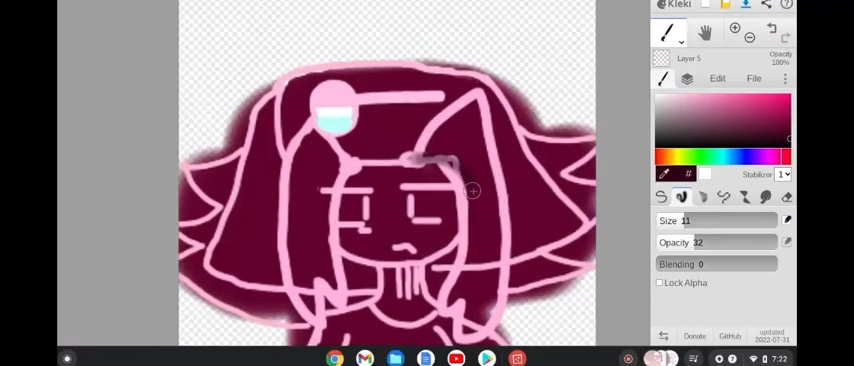 Kleki
Opacity
100%
Layer 5
Edit
File
#
Stabilizer 1
Size 11
Opacity 32
Blending 0
Lock Alpha
Donate
GitHub
updated
2022-07-31
7:22